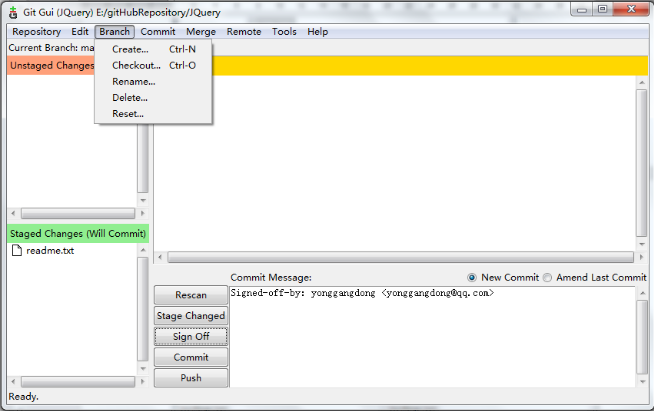 Git Gui (JQuery) E:/gitHubRepository/JQuery
Repository Edit Branch Commit Merge Remote Tools Help
Current Branch: ma
Create... Ctrl-N
Checkout... Ctrl-O
Rename...
Delete...
Reset...
Unstaged Changes
Staged Changes (Will Commit)
readme.txt
Commit Message:
New Commit
Amend Last Commit
Rescan
Stage Changed
Sign Off
Commit
Push
Signed-off-by: yonggangdong <yonggangdong@qq.com>
Ready.